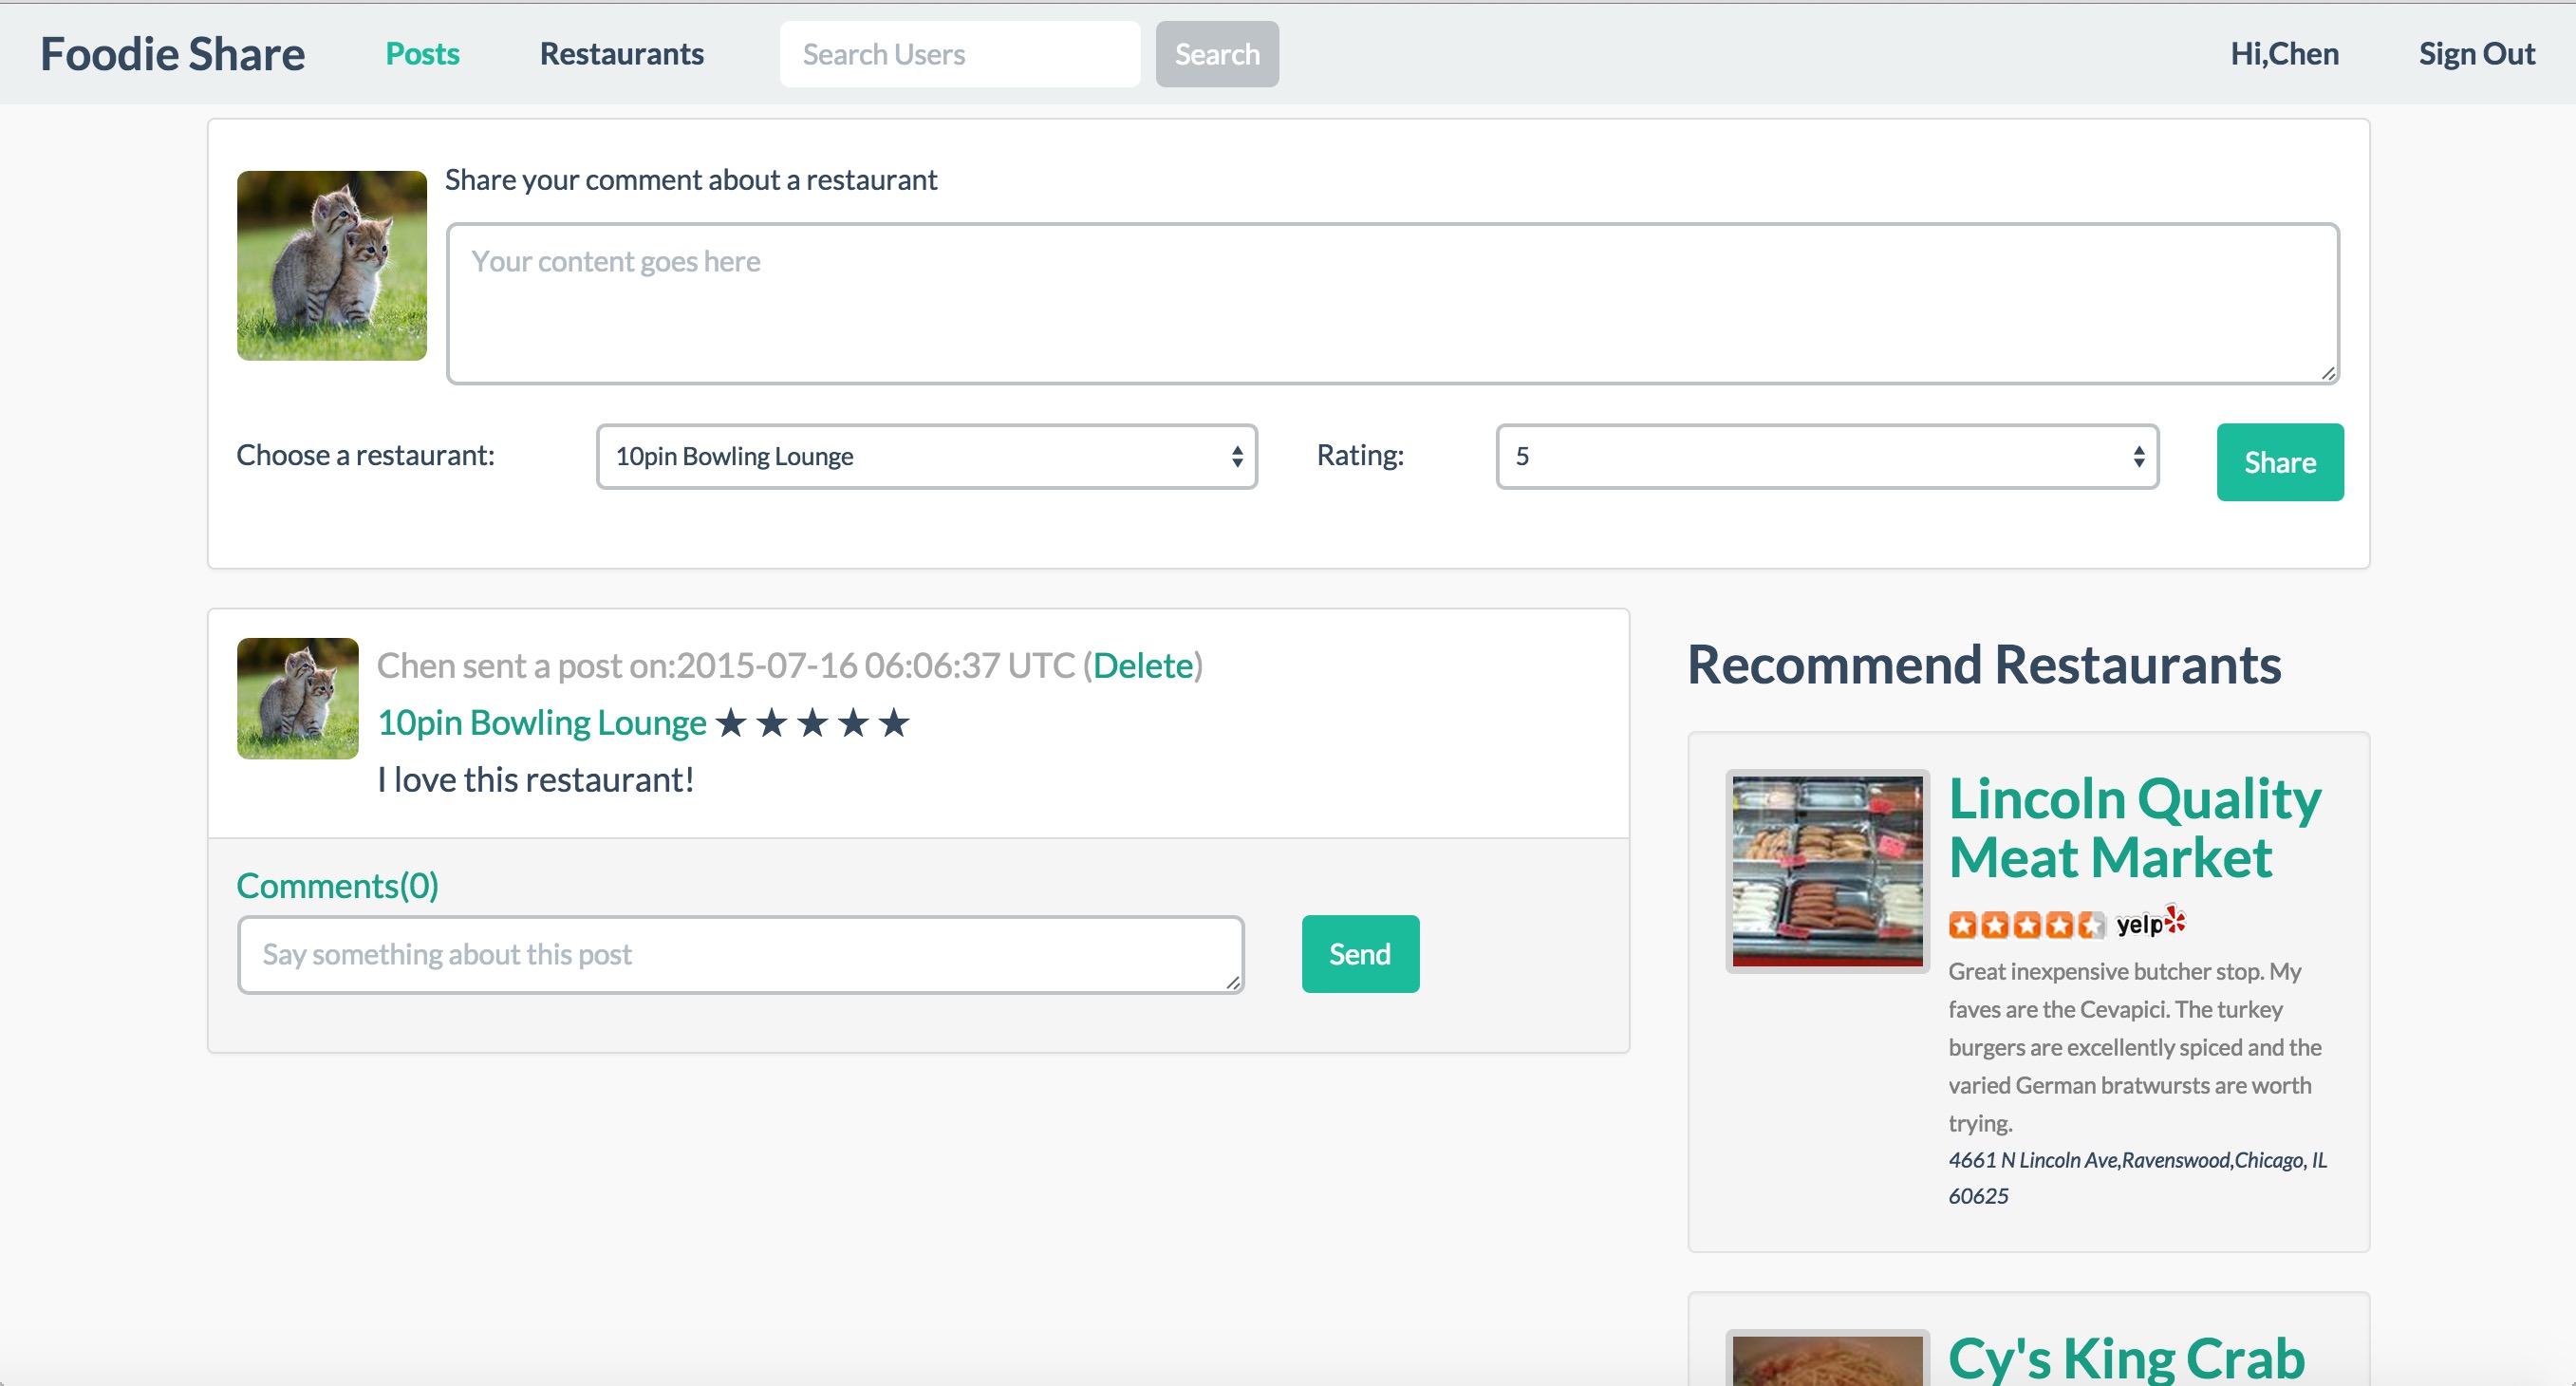 Foodie Share Posts Restaurants Search Users Search Hi,Chen Sign Out
Share your comment about a restaurant
Your content goes here
Choose a restaurant: 10pin Bowling Lounge Rating: 5 Share
Chen sent a post on:2015-07-16 06:06:37 UTC (Delete)
10pin Bowling Lounge ★ ★ ★ ★ ★
I love this restaurant!
Comments(0)
Say something about this post Send
Recommend Restaurants
Lincoln Quality
Meat Market
yelp
Great inexpensive butcher stop. My
faves are the Cevapici. The turkey
burgers are excellently spiced and the
varied German bratwursts are worth
trying.
4661 N Lincoln Ave,Ravenswood,Chicago, IL
60625
Cy's King Crab